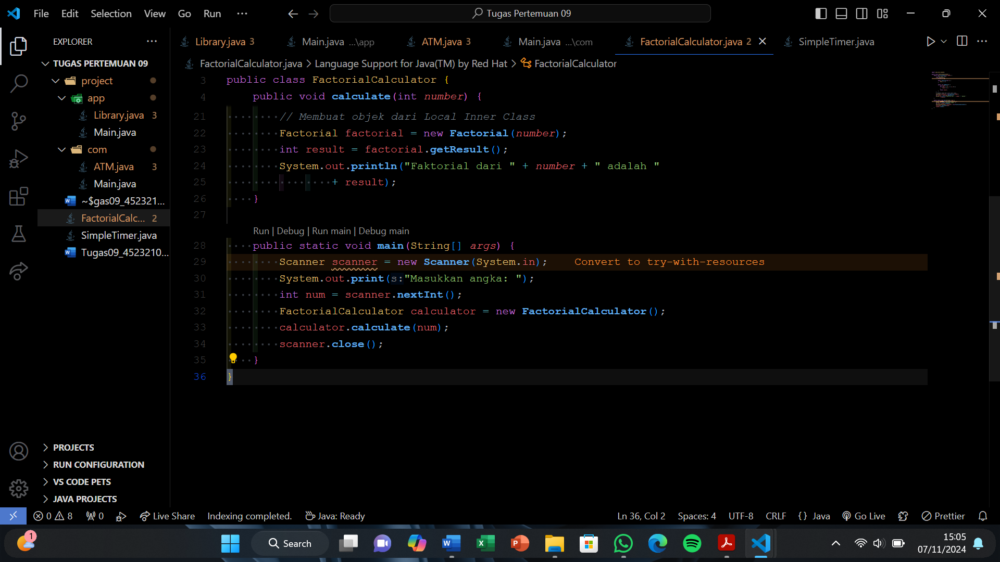 File Edit Selection View Go Run ···
Tugas Pertemuan 09
EXPLORER ···
TUGAS PERTEMUAN 09
project
app
Library.java 3
Main.java
com
ATM.java 3
Main.java
~$gas09_452321...
FactorialCalc... 2
SimpleTimer.java
Tugas09_4523210...
PROJECTS
RUN CONFIGURATION
VS CODE PETS
JAVA PROJECTS
Library.java 3 Main.java ...\app ATM.java 3 Main.java ...\com FactorialCalculator.java 2 SimpleTimer.java
FactorialCalculator.java > Language Support for Java(TM) by Red Hat > FactorialCalculator
3 public class FactorialCalculator {
4 public void calculate(int number) {
21 // Membuat objek dari Local Inner Class
22 Factorial factorial = new Factorial(number);
23 int result = factorial.getResult();
24 System.out.println("Faktorial dari " + number + " adalah "
25 + result);
26 }
27
Run | Debug | Run main | Debug main
28 public static void main(String[] args) {
29 Scanner scanner = new Scanner(System.in); Convert to try-with-resources
30 System.out.print(s:"Masukkan angka: ");
31 int num = scanner.nextInt();
32 FactorialCalculator calculator = new FactorialCalculator();
33 calculator.calculate(num);
34 scanner.close();
35 }
36 }
0 8 0 Live Share Indexing completed. Java: Ready
Ln 36, Col 2 Spaces: 4 UTF-8 CRLF {} Java Go Live Prettier
1 Search
15:05
07/11/2024